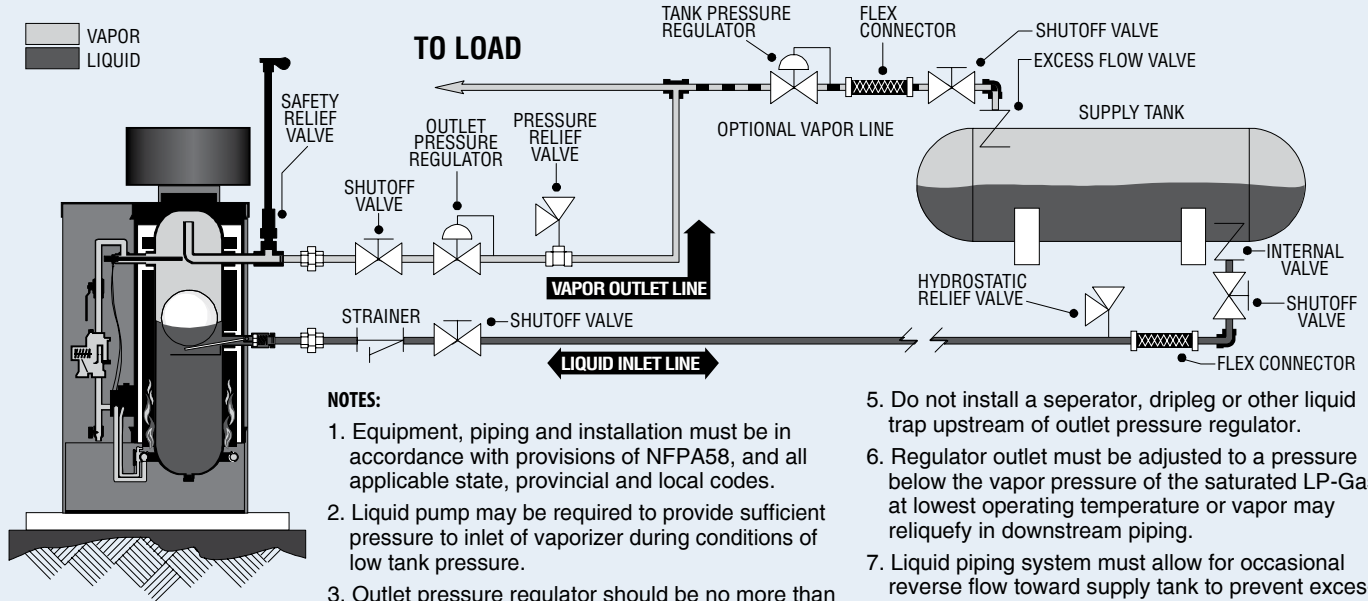 VAPOR
LIQUID
TO LOAD
TANK PRESSURE
REGULATOR
FLEX
CONNECTOR
SHUTOFF VALVE
EXCESS FLOW VALVE
SUPPLY TANK
OPTIONAL VAPOR LINE
SAFETY
RELIEF
VALVE
OUTLET
PRESSURE
REGULATOR
PRESSURE
RELIEF
VALVE
SHUTOFF
VALVE
VAPOR OUTLET LINE
INTERNAL
VALVE
HYDROSTATIC
RELIEF VALVE
SHUTOFF
VALVE
STRAINER
SHUTOFF VALVE
LIQUID INLET LINE
FLEX CONNECTOR
NOTES:
1. Equipment, piping and installation must be in
accordance with provisions of NFPA58, and all
applicable state, provincial and local codes.
2. Liquid pump may be required to provide sufficient
pressure to inlet of vaporizer during conditions of
low tank pressure.
3. Outlet pressure regulator should be no more than
5. Do not install a seperator, dripleg or other liquid
trap upstream of outlet pressure regulator.
6. Regulator outlet must be adjusted to a pressure
below the vapor pressure of the saturated LP-Ga
at lowest operating temperature or vapor may
reliquefy in downstream piping.
7. Liquid piping system must allow for occasional
reverse flow toward supply tank to prevent exces